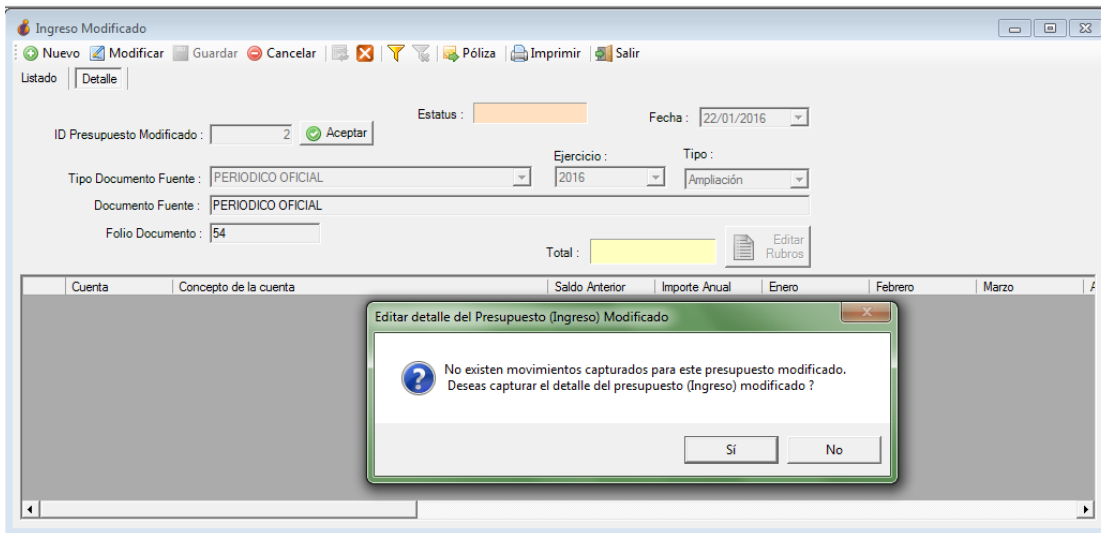 Ingreso Modificado
Nuevo Modificar Guardar Cancelar Póliza Imprimir Salir
Listado Detalle
Estatus : Fecha : 22/01/2016
ID Presupuesto Modificado : 2 Aceptar
Ejercicio : Tipo :
Tipo Documento Fuente : PERIODICO OFICIAL 2016 Ampliación
Documento Fuente : PERIODICO OFICIAL
Folio Documento : 54
Total : Editar Rubros
Cuenta Concepto de la cuenta Saldo Anterior Importe Anual Enero Febrero Marzo
Editar detalle del Presupuesto (Ingreso) Modificado
No existen movimientos capturados para este presupuesto modificado.
Deseas capturar el detalle del presupuesto (Ingreso) modificado ?
Sí No